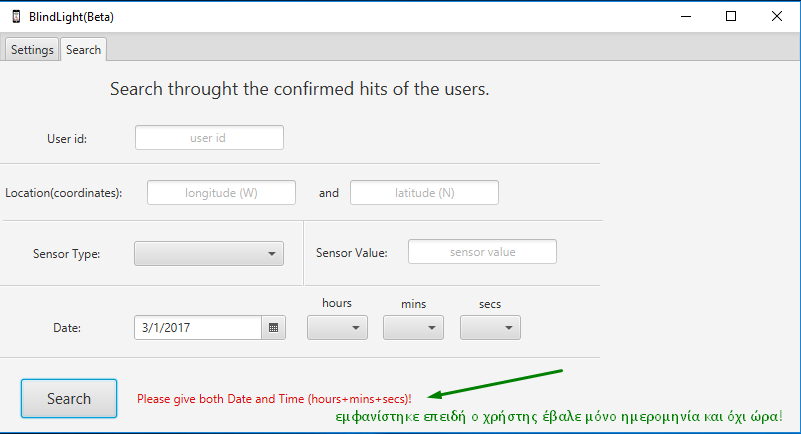 BlindLight(Beta)
Settings Search
Search throught the confirmed hits of the users.
User id: user id
Location(coordinates): longitude (W) and latitude (N)
Sensor Type: Sensor Value: sensor value
hours mins secs
Date: 3/1/2017
Search Please give both Date and Time (hours+mins+secs)!
εμφανίστηκε επειδή ο χρήστης έβαλε μόνο ημερομηνία και όχι ώρα!